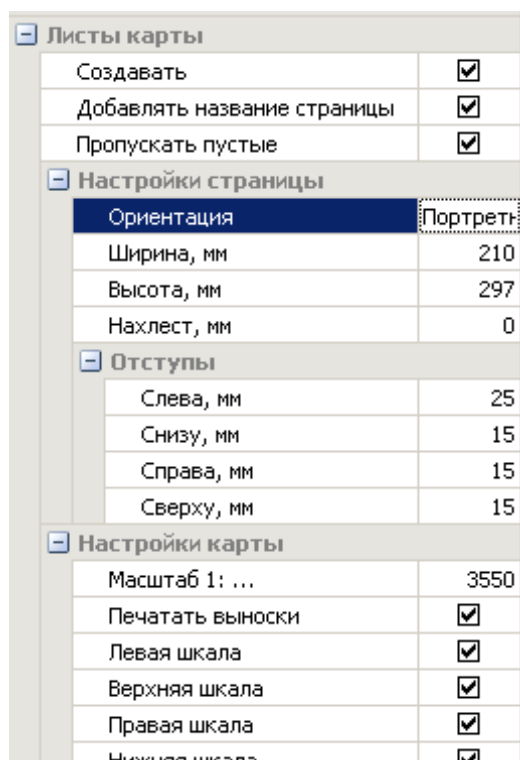 Листы карты
Создавать
Добавлять название страницы
Пропускать пустые
Настройки страницы
Ориентация Портретн
Ширина, мм 210
Высота, мм 297
Нахлест, мм 0
Отступы
Слева, мм 25
Снизу, мм 15
Справа, мм 15
Сверху, мм 15
Настройки карты
Масштаб 1: ... 3550
Печатать выноски
Левая шкала
Верхняя шкала
Правая шкала
Нижняя шкала